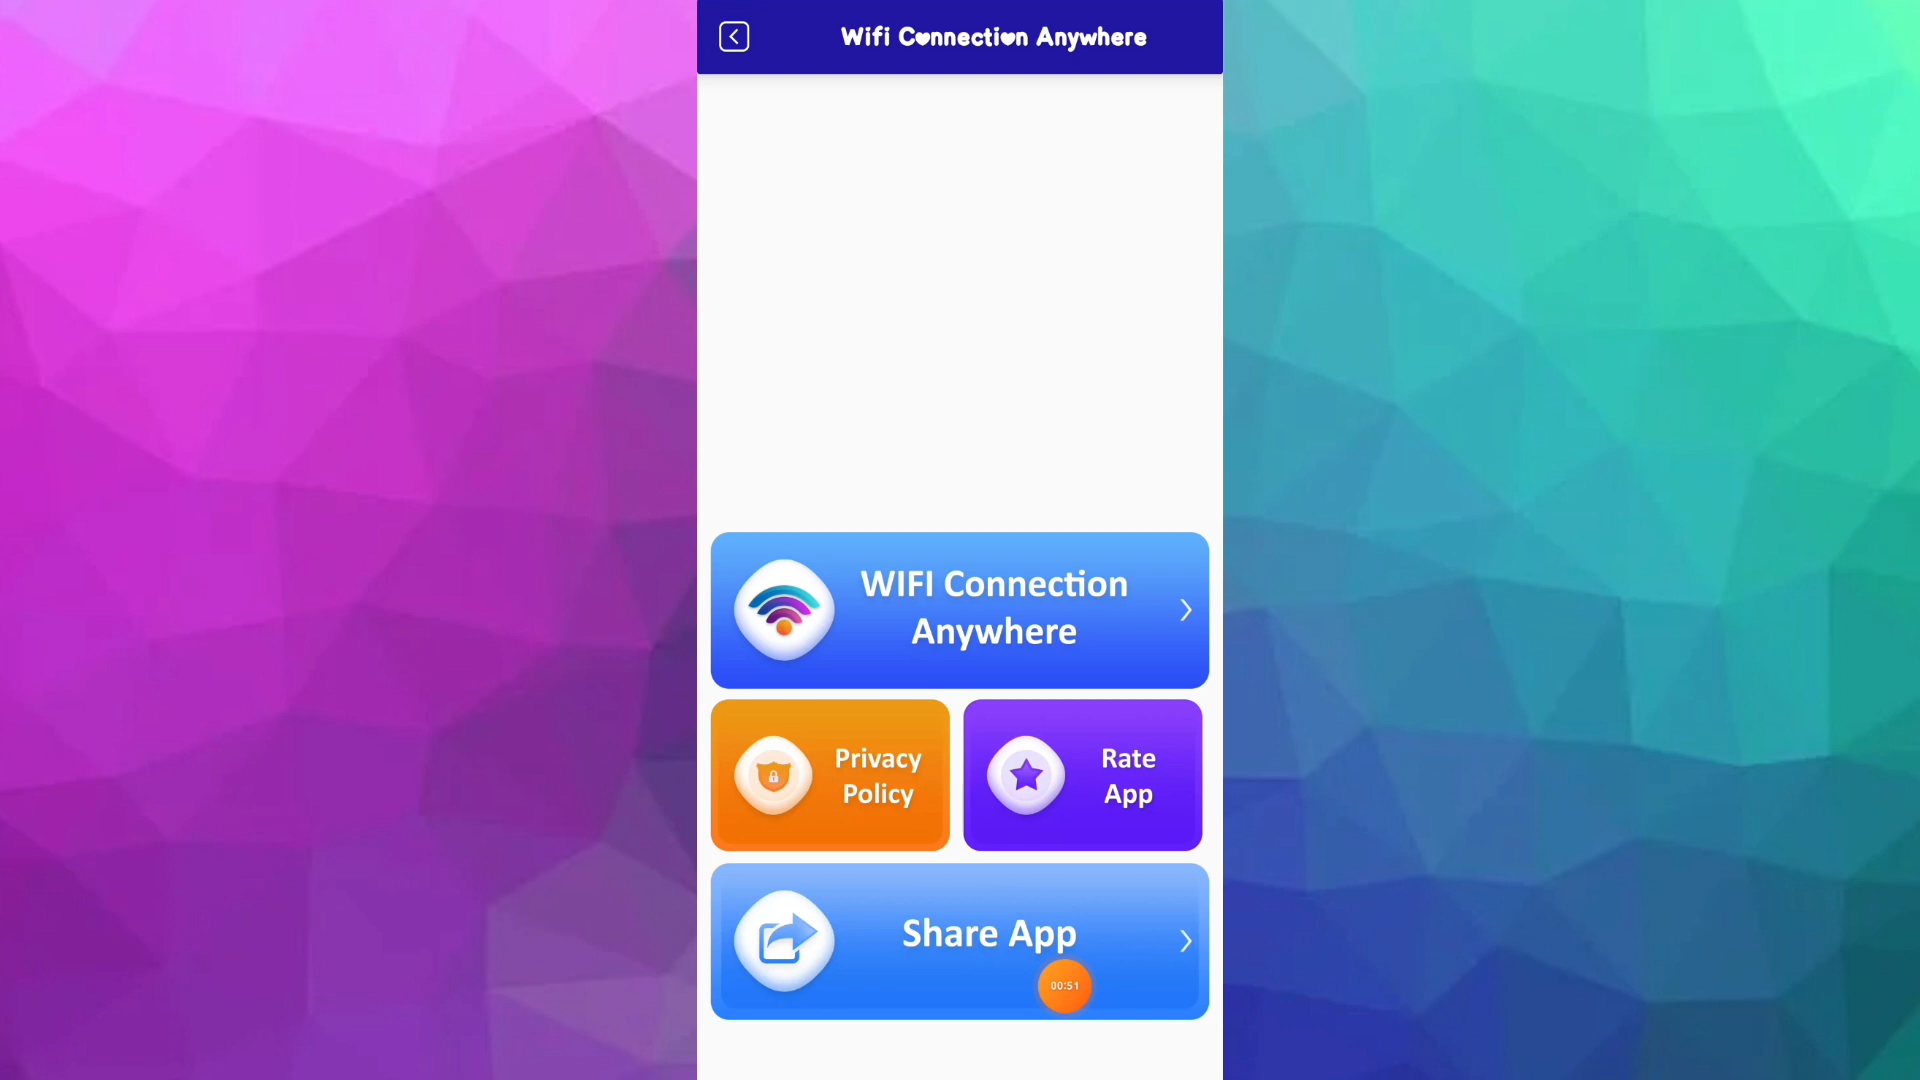 Wifi Connection Anywhere
WIFI Connection
Anywhere
Privacy
Policy
Rate
App
Share App
00:51